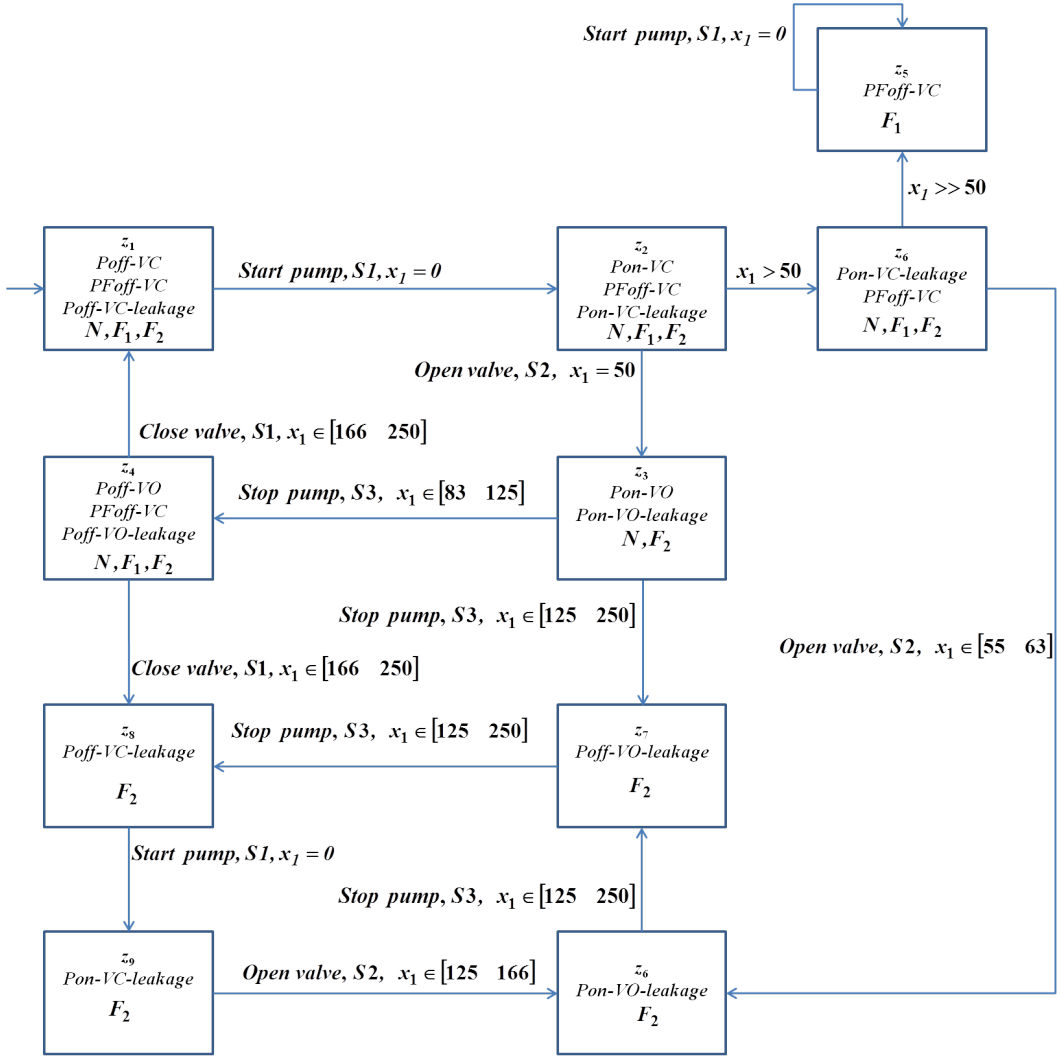 Start pump, S1, x₁ = 0
z₅
PFoff-VC
F₁
x₁ >> 50
z₁
Poff-VC
PFoff-VC
Poff-VC-leakage
N, F₁, F₂
Start pump, S1, x₁ = 0
z₂
Pon-VC
PFoff-VC
Pon-VC-leakage
N, F₁, F₂
x₁ > 50
z₆
Pon-VC-leakage
PFoff-VC
N, F₁, F₂
Open valve, S2, x₁ = 50
Close valve, S1, x₁ ∈ [166 250]
z₄
Poff-VO
PFoff-VC
Poff-VO-leakage
N, F₁, F₂
Stop pump, S3, x₁ ∈ [83 125]
z₃
Pon-VO
Pon-VO-leakage
N, F₂
Stop pump, S3, x₁ ∈ [125 250]
Open valve, S2, x₁ ∈ [55 63]
Close valve, S1, x₁ ∈ [166 250]
z₈
Poff-VC-leakage
F₂
Stop pump, S3, x₁ ∈ [125 250]
z₇
Poff-VO-leakage
F₂
Start pump, S1, x₁ = 0
Stop pump, S3, x₁ ∈ [125 250]
z₉
Pon-VC-leakage
F₂
Open valve, S2, x₁ ∈ [125 166]
z₆
Pon-VO-leakage
F₂